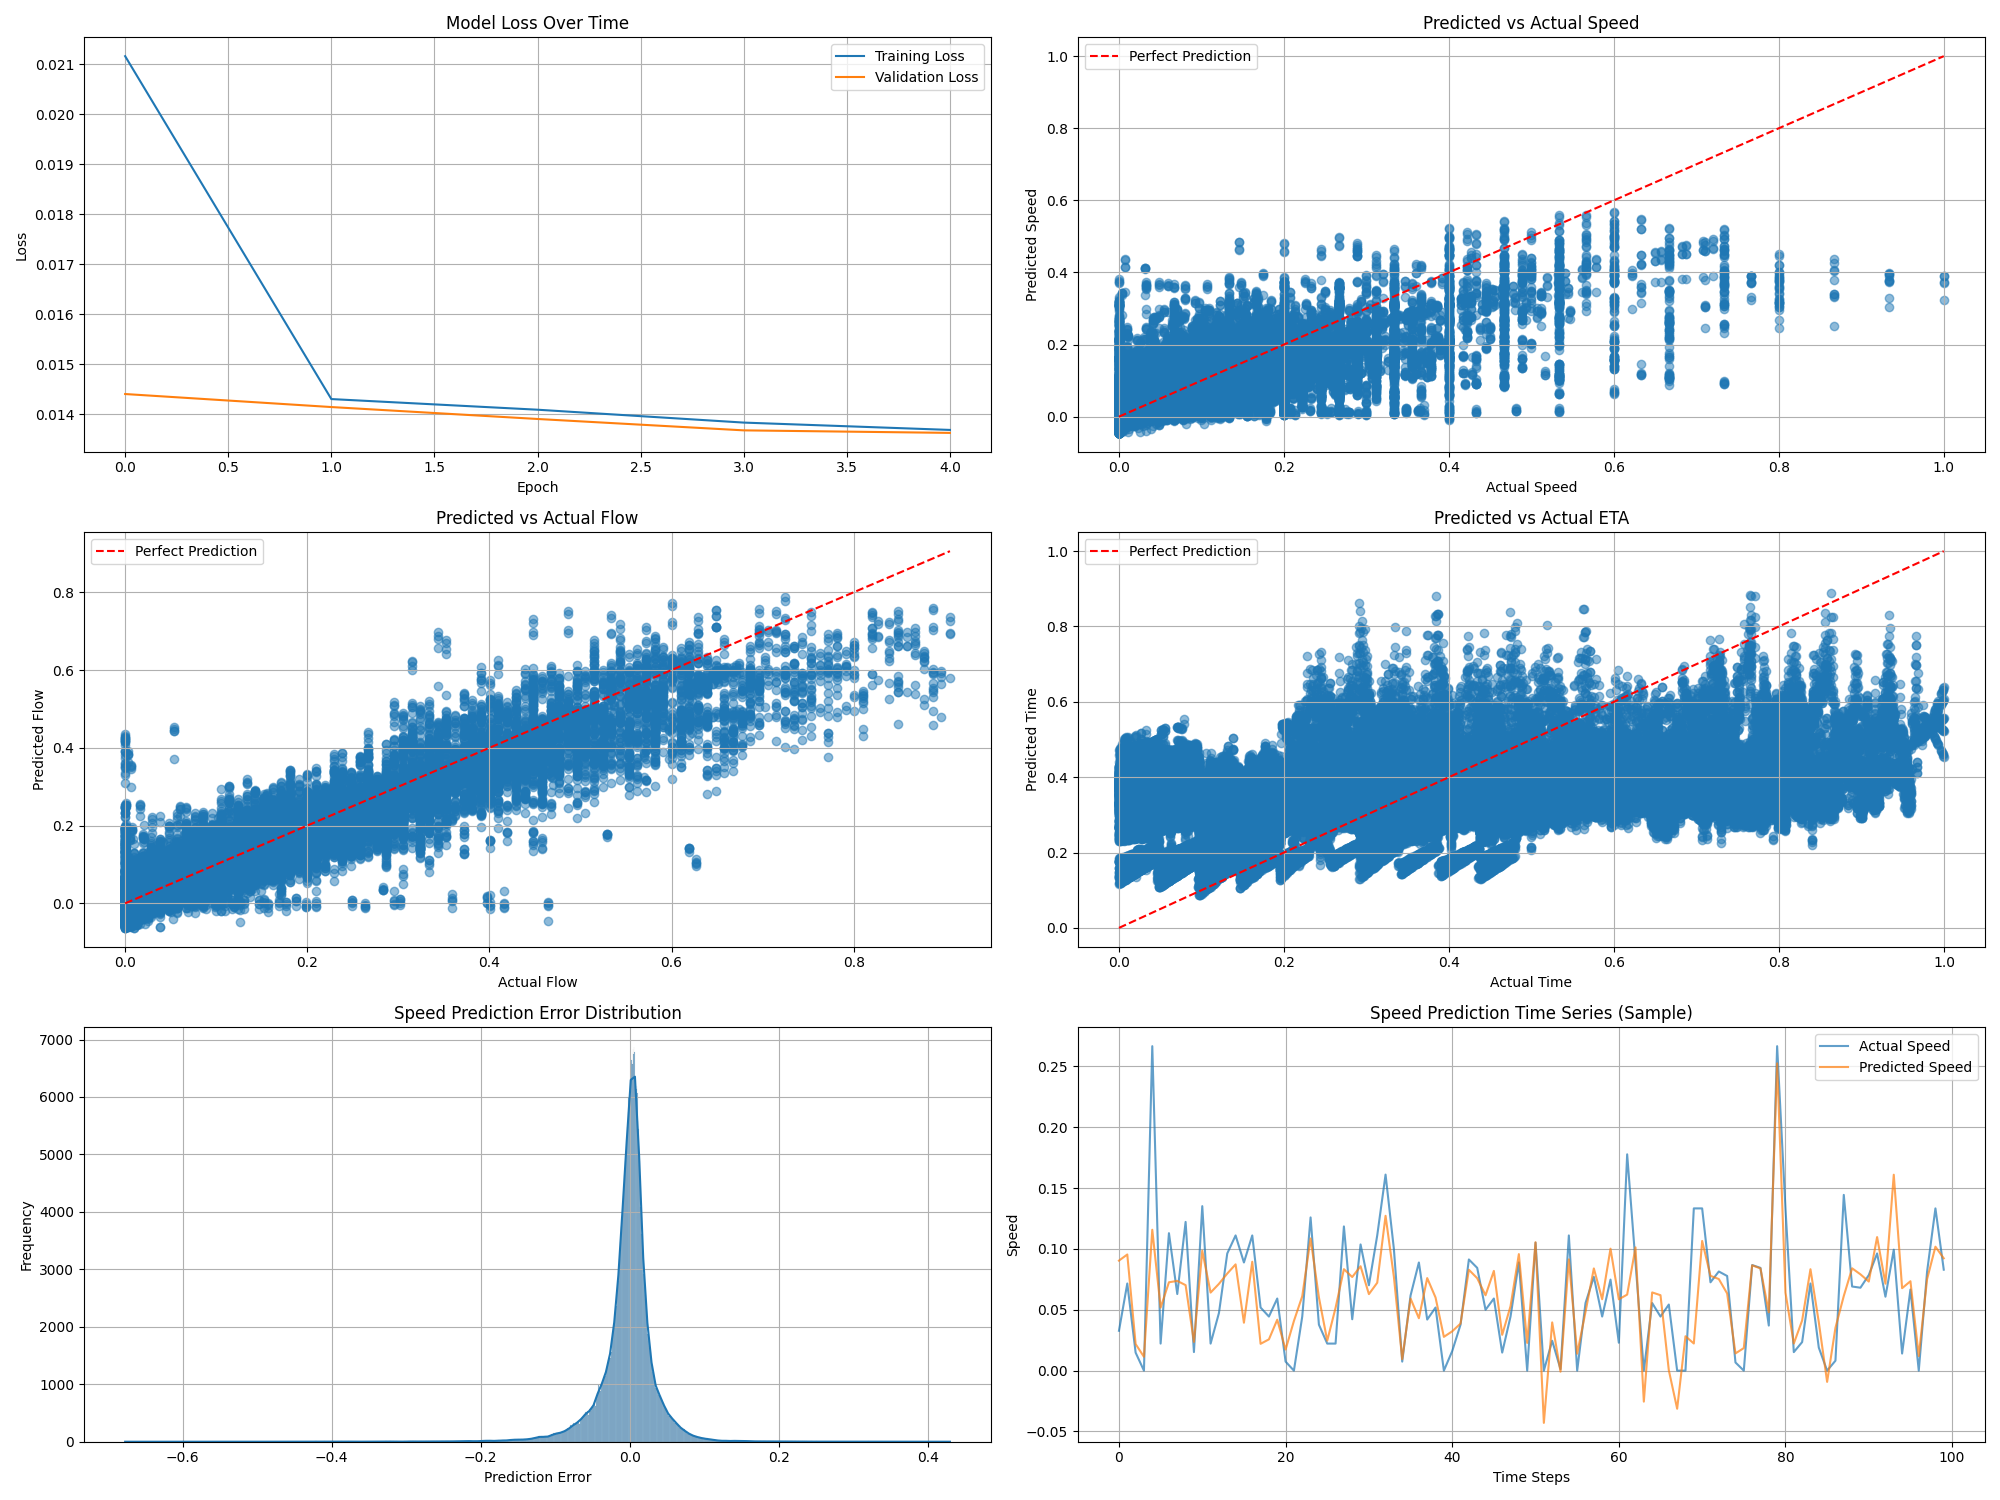 Model Loss Over Time
Training Loss
Validation Loss
0.021
0.020
0.019
0.018
0.017
0.016
0.015
0.014
Loss
0.0 0.5 1.0 1.5 2.0 2.5 3.0 3.5 4.0
Epoch
Predicted vs Actual Speed
Perfect Prediction
1.0
0.8
0.6
0.4
0.2
0.0
Predicted Speed
0.0 0.2 0.4 0.6 0.8 1.0
Actual Speed
Predicted vs Actual Flow
Perfect Prediction
0.8
0.6
0.4
0.2
0.0
Predicted Flow
0.0 0.2 0.4 0.6 0.8
Actual Flow
Predicted vs Actual ETA
Perfect Prediction
1.0
0.8
0.6
0.4
0.2
0.0
Predicted Time
0.0 0.2 0.4 0.6 0.8 1.0
Actual Time
Speed Prediction Error Distribution
7000
6000
5000
4000
3000
2000
1000
0
Frequency
−0.6 −0.4 −0.2 0.0 0.2 0.4
Prediction Error
Speed Prediction Time Series (Sample)
Actual Speed
Predicted Speed
0.25
0.20
0.15
0.10
0.05
0.00
−0.05
Speed
0 20 40 60 80 100
Time Steps